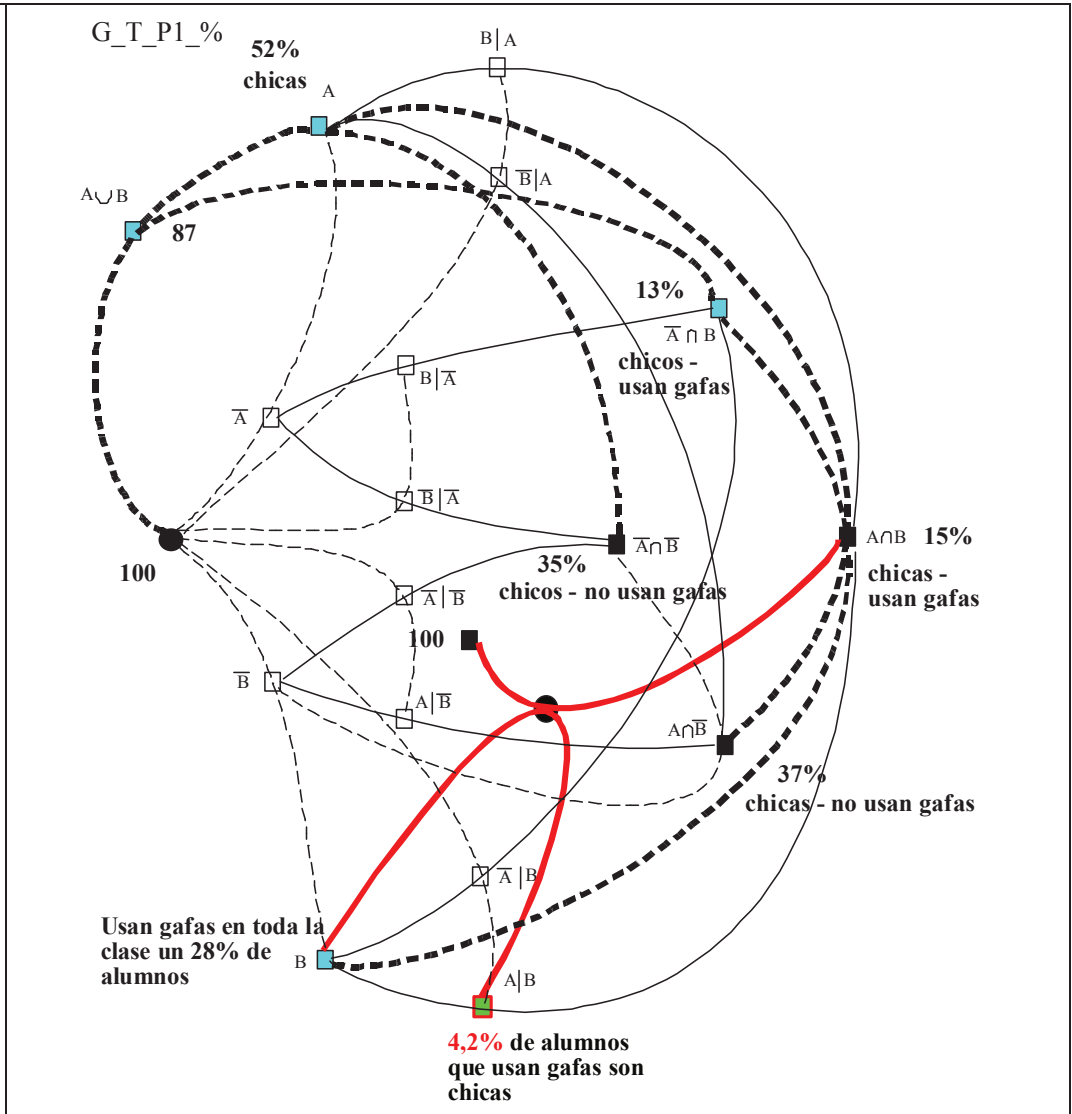 G_T_P1_%
52%
chicas
A
B|A
B̅|A
A∪B
87
13%
A̅ ∩ B
chicos -
usan gafas
B|A̅
A̅
B̅|A̅
A̅∩B̅
35%
chicos - no usan gafas
A∩B 15%
chicas -
usan gafas
100
A̅|B̅
100
B̅
A|B̅
A∩B̅
37%
chicas - no usan gafas
A̅|B
Usan gafas en toda la
clase un 28% de
alumnos
B
A|B
4,2% de alumnos
que usan gafas son
chicas